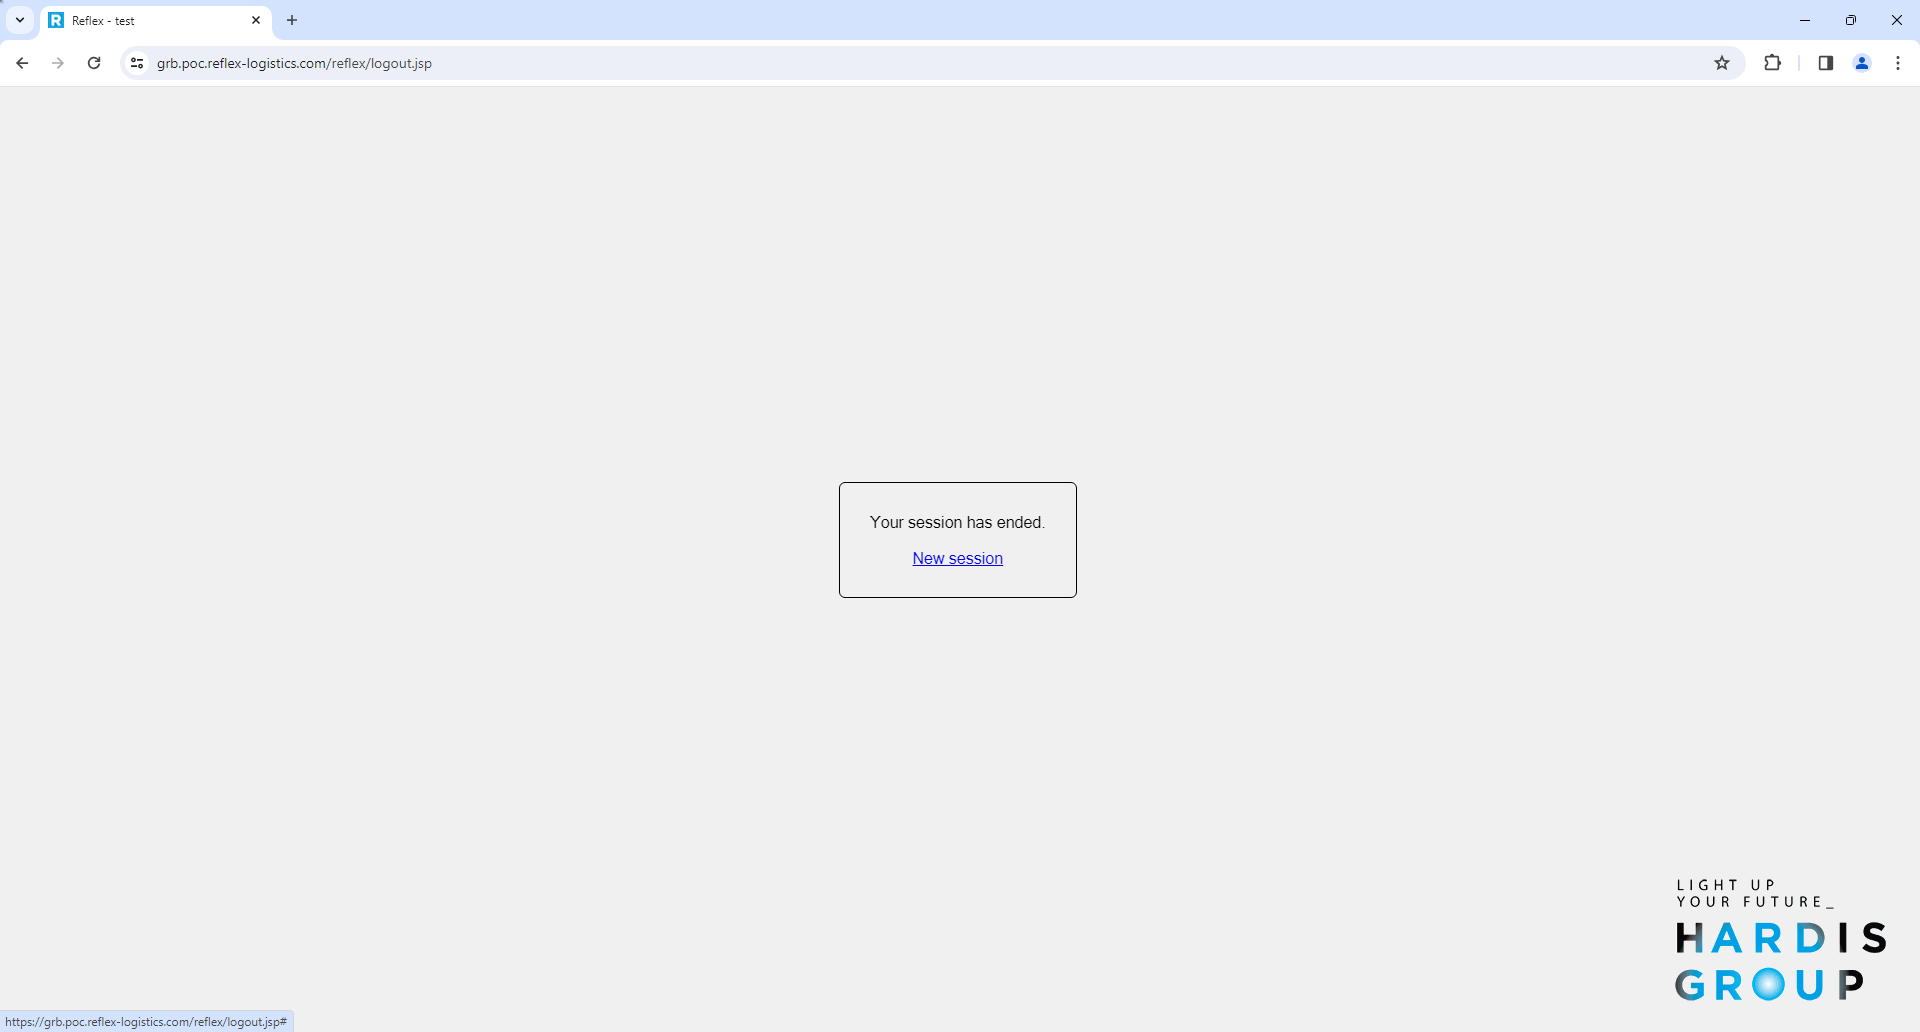 Reflex - test
grb.poc.reflex-logistics.com/reflex/logout.jsp
Your session has ended.
New session
LIGHT UP
YOUR FUTURE_
HARDIS
GROUP
https://grb.poc.reflex-logistics.com/reflex/logout.jsp#